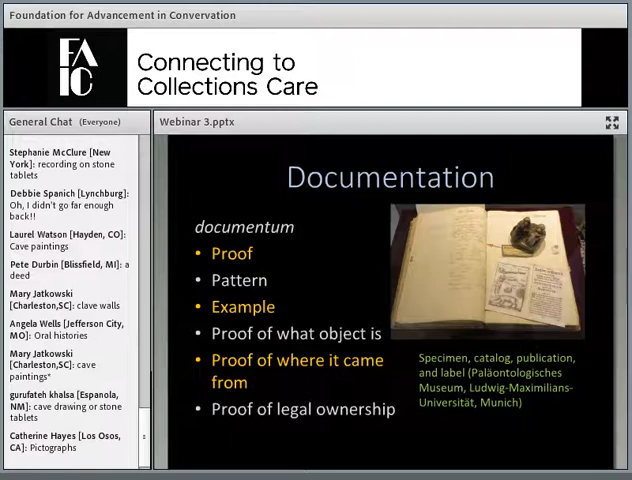 Foundation for Advancement in Convervation
FA
IC
Connecting to
Collections Care
General Chat (Everyone)
Stephanie McClure [New
York]: recording on stone
tablets
Debbie Spanich [Lynchburg]:
Oh, I didn't go far enough
back!!
Laurel Watson [Hayden, CO]:
Cave paintings
Pete Durbin [Blissfield, MI]: a
deed
Mary Jatkowski
[Charleston,SC]: clave walls
Angela Wells [Jefferson City,
MO]: Oral histories
Mary Jatkowski
[Charleston,SC]: cave
paintings*
gurufateh khalsa [Espanola,
NM]: cave drawing or stone
tablets
Catherine Hayes [Los Osos,
CA]: Pictographs
Webinar 3.pptx
Documentation
documentum
• Proof
• Pattern
• Example
• Proof of what object is
• Proof of where it came
from
• Proof of legal ownership
Specimen, catalog, publication,
and label (Paläontologisches
Museum, Ludwig-Maximilians-
Universität, Munich)